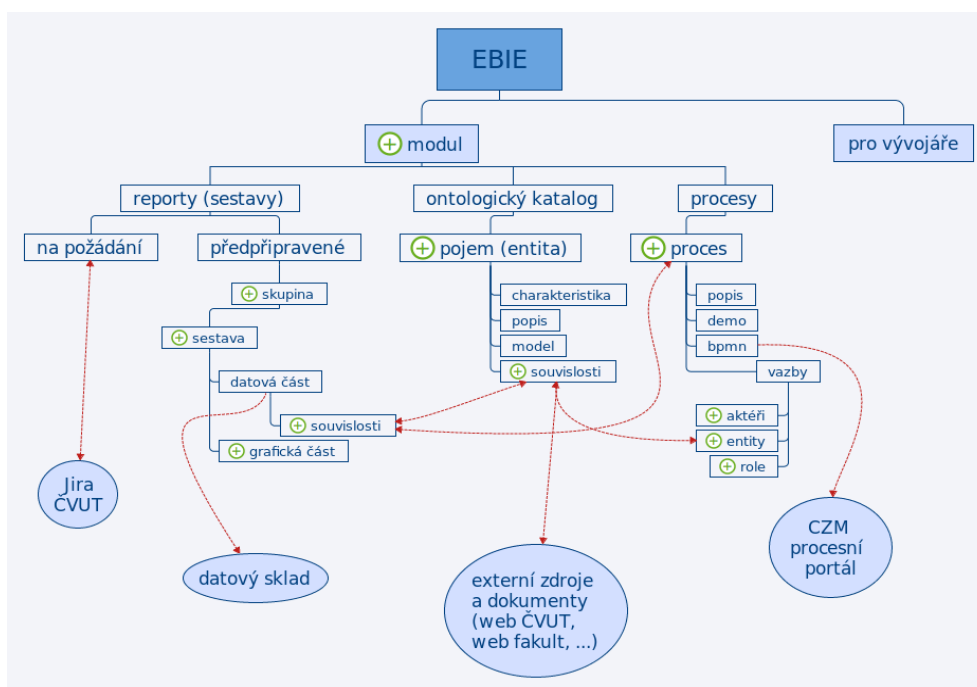 EBIE
modul
pro vývojáře
reporty (sestavy)
ontologický katalog
procesy
na požádání
předpřipravené
pojem (entita)
proces
skupina
charakteristika
popis
popis
demo
sestava
model
bpmn
datová část
souvislosti
vazby
souvislosti
aktéři
grafická část
entity
role
Jira
ČVUT
datový sklad
externí zdroje
a dokumenty
(web ČVUT,
web fakult, ...)
CZM
procesní
portál